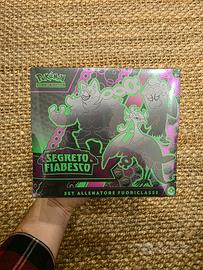 Pokémon
SEGRETO
FIABESCO
SET ALLENATORE FUORICLASSE